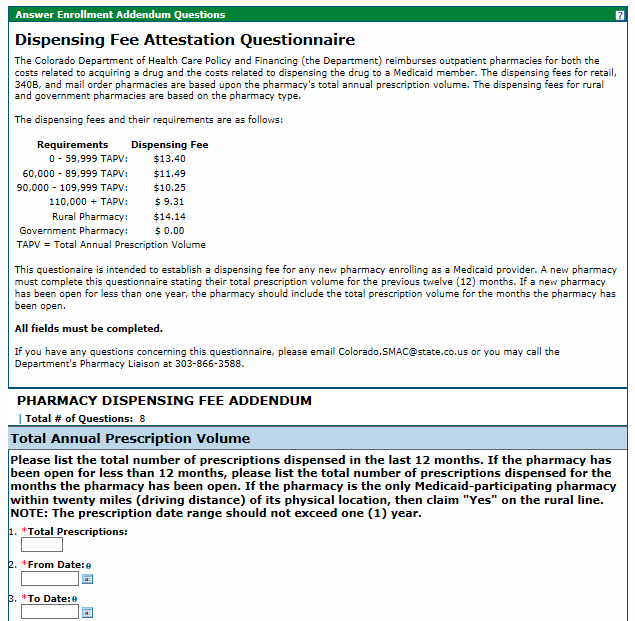 Answer Enrollment Addendum Questions
?
Dispensing Fee Attestation Questionnaire
The Colorado Department of Health Care Policy and Financing (the Department) reimburses outpatient pharmacies for both the
costs related to acquiring a drug and the costs related to dispensing the drug to a Medicaid member. The dispensing fees for retail,
340B, and mail order pharmacies are based upon the pharmacy's total annual prescription volume. The dispensing fees for rural
and government pharmacies are based on the pharmacy type.
The dispensing fees and their requirements are as follows:
Requirements Dispensing Fee
0 - 59,999 TAPV: $13.40
60,000 - 89,999 TAPV: $11.49
90,000 - 109,999 TAPV: $10.25
110,000 + TAPV: $ 9.31
Rural Pharmacy: $14.14
Government Pharmacy: $ 0.00
TAPV = Total Annual Prescription Volume
This questionaire is intended to establish a dispensing fee for any new pharmacy enrolling as a Medicaid provider. A new pharmacy
must complete this questionnaire stating their total prescription volume for the previous twelve (12) months. If a new pharmacy
has been open for less than one year, the pharmacy should include the total prescription volume for the months the pharmacy has
been open.
All fields must be completed.
If you have any questions concerning this questionnaire, please email Colorado.SMAC@state.co.us or you may call the
Department's Pharmacy Liaison at 303-866-3588.
PHARMACY DISPENSING FEE ADDENDUM
| Total # of Questions: 8
Total Annual Prescription Volume
Please list the total number of prescriptions dispensed in the last 12 months. If the pharmacy has
been open for less than 12 months, please list the total number of prescriptions dispensed for the
months the pharmacy has been open. If the pharmacy is the only Medicaid-participating pharmacy
within twenty miles (driving distance) of its physical location, then claim "Yes" on the rural line.
NOTE: The prescription date range should not exceed one (1) year.
1. *Total Prescriptions:
2. *From Date:
3. *To Date: